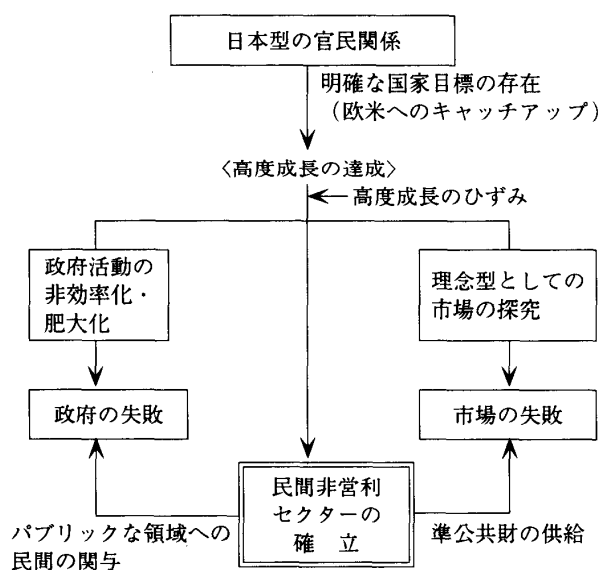 日本型の官民関係
明確な国家目標の存在
（欧米へのキャッチアップ）
〈高度成長の達成〉
高度成長のひずみ
政府活動の
非効率化・
肥大化
理念型としての
市場の探究
政府の失敗
市場の失敗
民間非営利
セクターの
確　立
パブリックな領域への
民間の関与
準公共財の供給